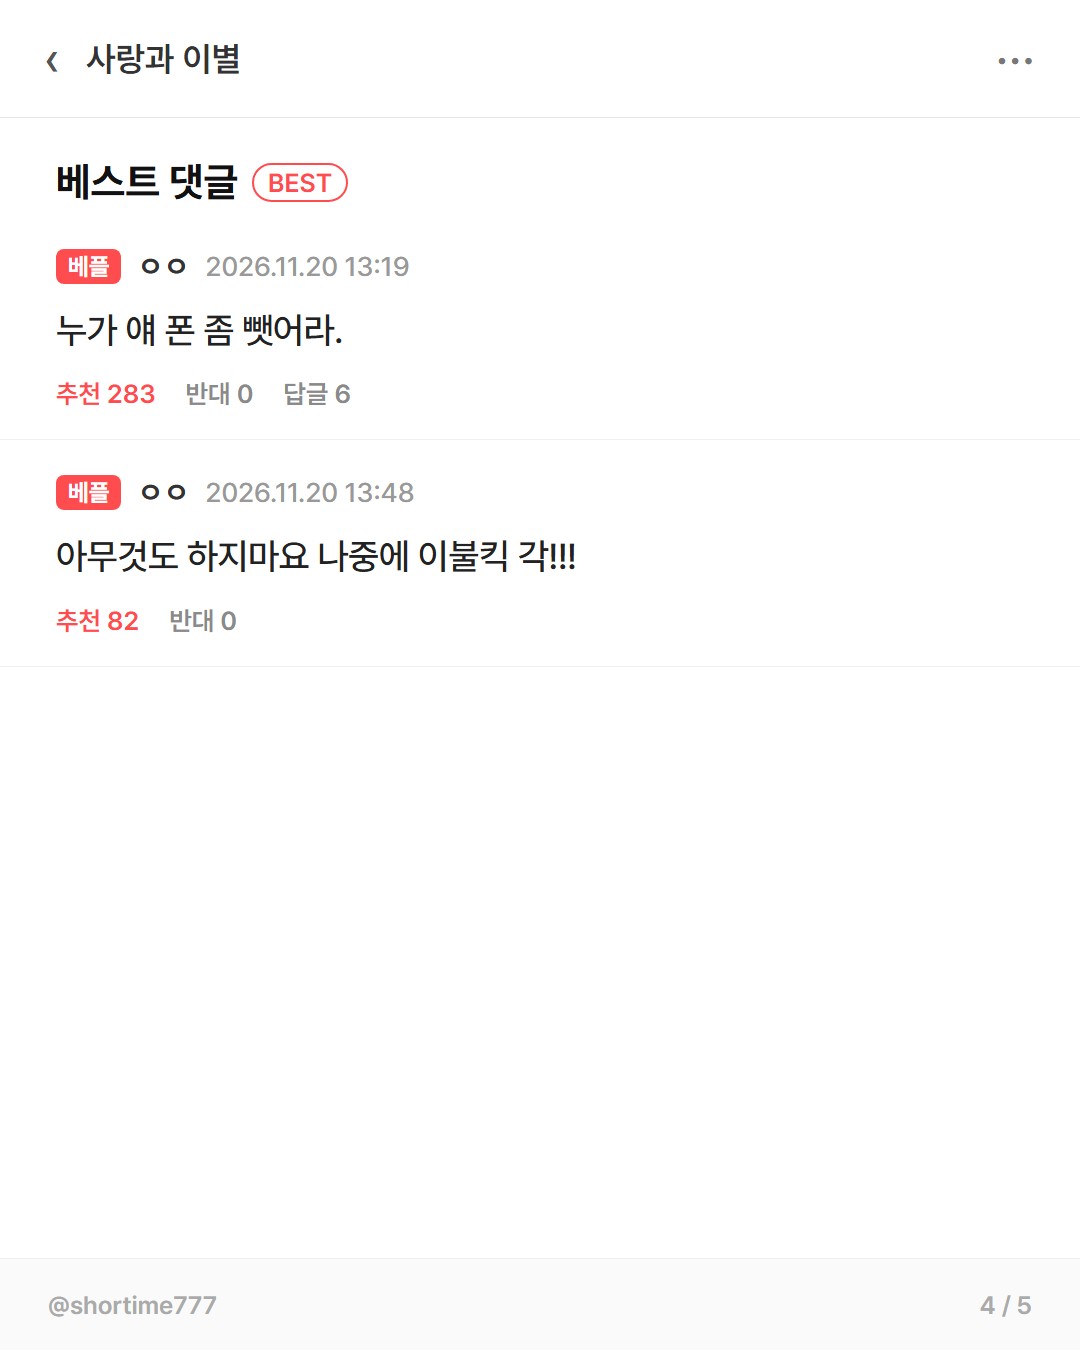 사랑과 이별
베스트 댓글 BEST
베플 ㅇㅇ 2026.11.20 13:19
누가 얘 폰 좀 뺏어라.
추천 283 반대 0 답글 6
베플 ㅇㅇ 2026.11.20 13:48
아무것도 하지마요 나중에 이불킥 각!!!
추천 82 반대 0
@shortime777 4 / 5